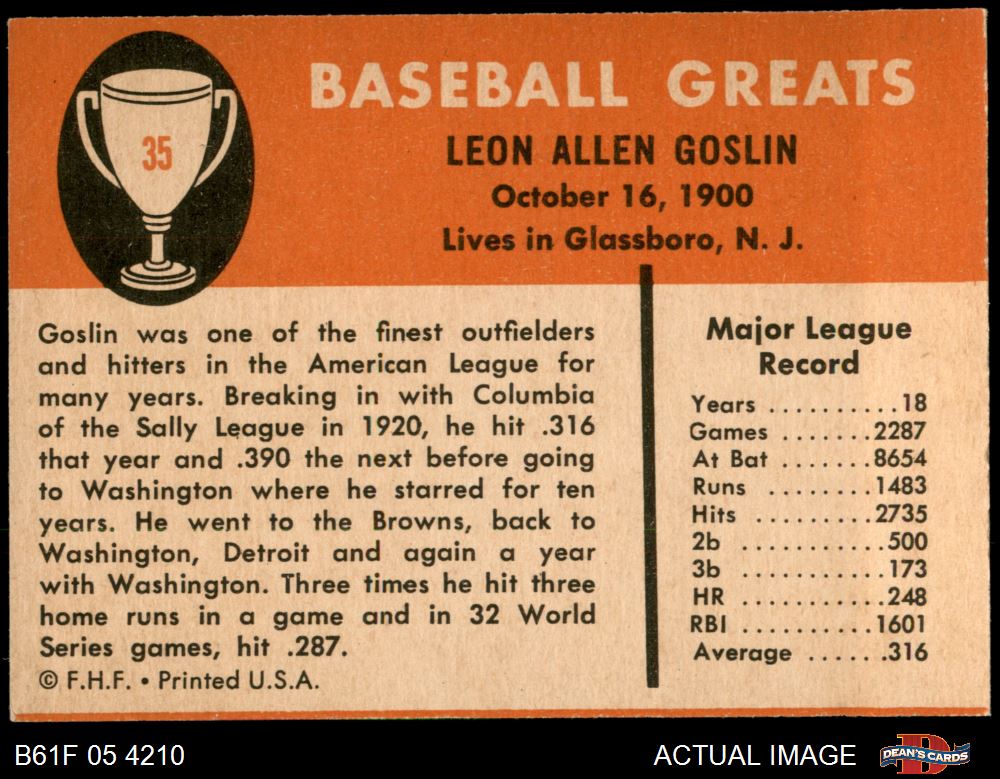 35
BASEBALL GREATS
LEON ALLEN GOSLIN
October 16, 1900
Lives in Glassboro, N. J.
Goslin was one of the finest outfielders
and hitters in the American League for
many years. Breaking in with Columbia
of the Sally League in 1920, he hit .316
that year and .390 the next before going
to Washington where he starred for ten
years. He went to the Browns, back to
Washington, Detroit and again a year
with Washington. Three times he hit three
home runs in a game and in 32 World
Series games, hit .287.
© F.H.F. • Printed U.S.A.
Major League
Record
Years ..........18
Games .......2287
At Bat .......8654
Runs ........1483
Hits .........2735
2b ...........500
3b ...........173
HR ...........248
RBI ..........1601
Average ......316
B61F 05 4210
ACTUAL IMAGE
DEAN'S CARDS